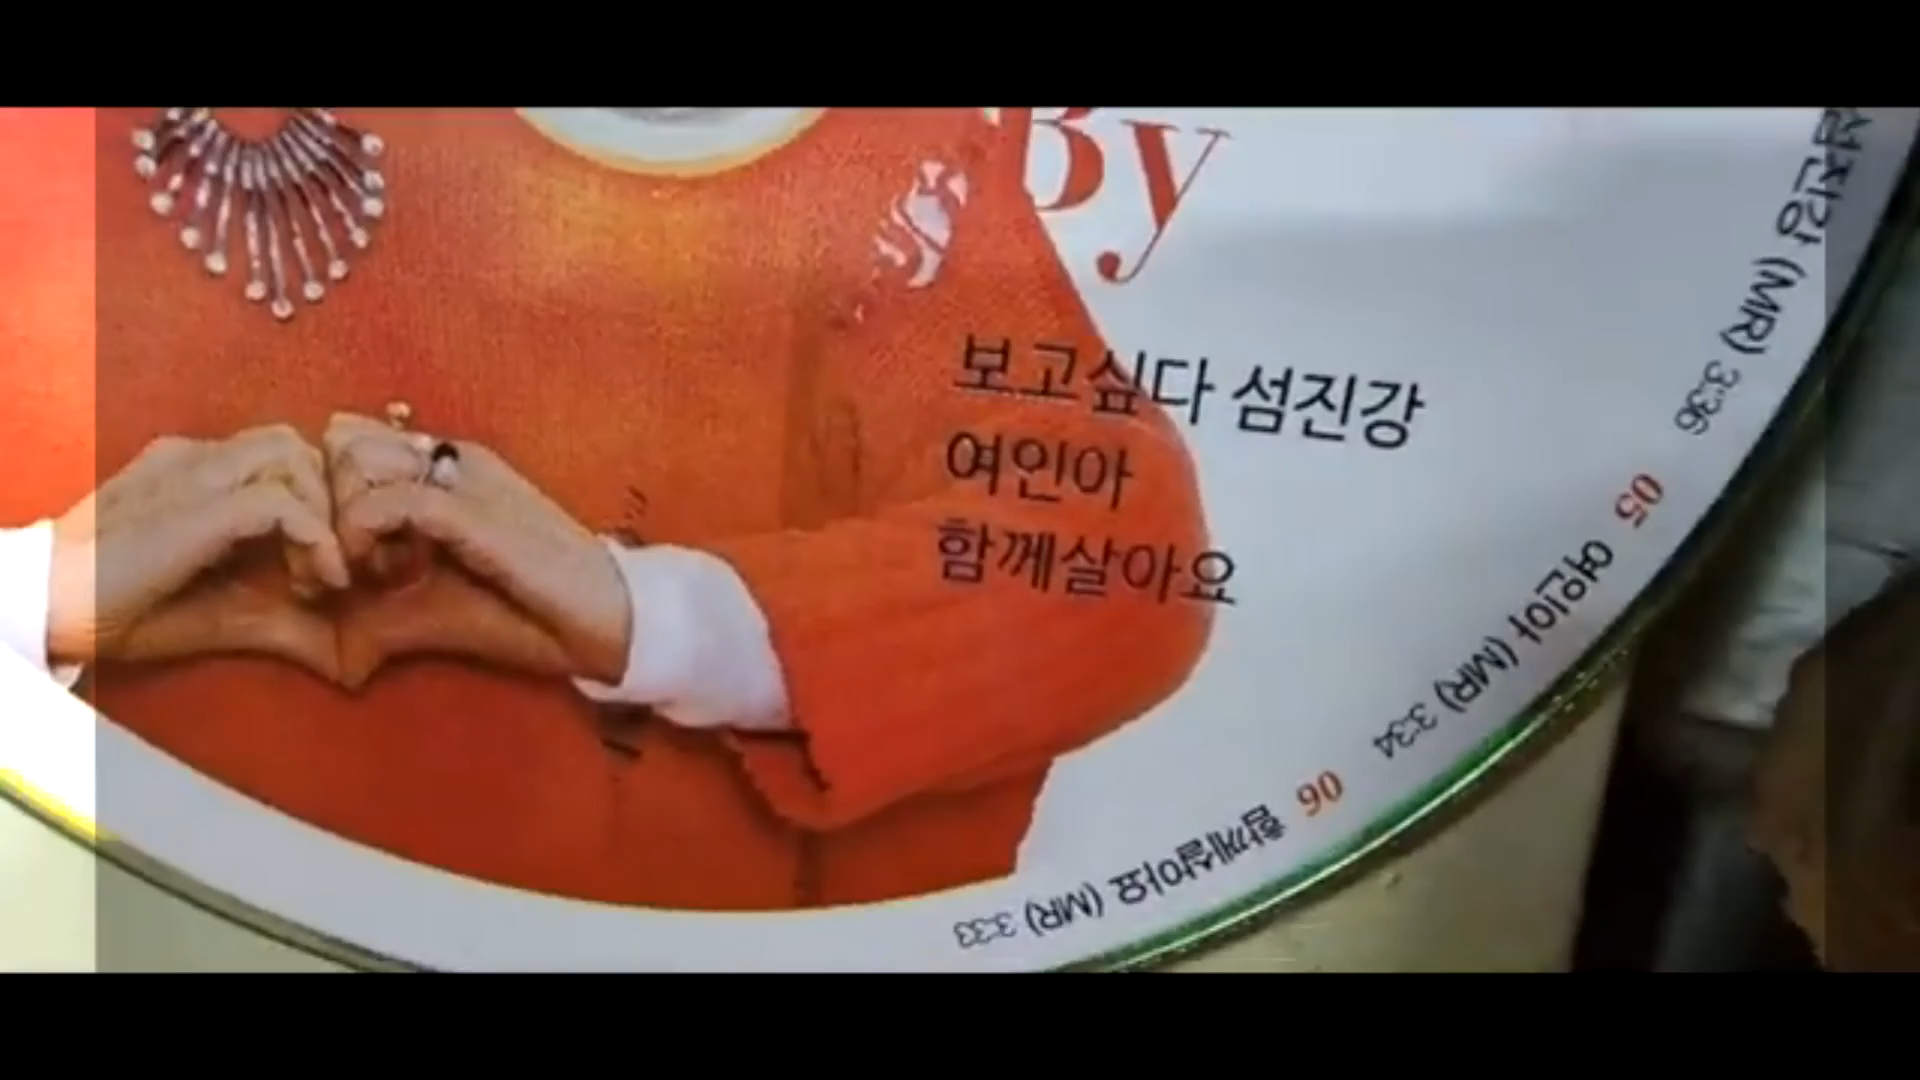 By
보고싶다 섬진강
여인아
함께살아요
섬진강 (MR) 3:36
05 여인아 (MR) 3:34
06 함께살아요 (MR) 3:33